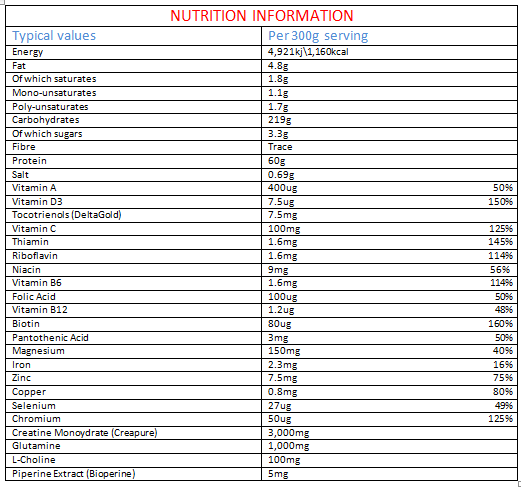 NUTRITION INFORMATION
Typical values Per 300g serving
Energy 4,921kj\1,160kcal
Fat 4.8g
Of which saturates 1.8g
Mono-unsaturates 1.1g
Poly-unsaturates 1.7g
Carbohydrates 219g
Of which sugars 3.3g
Fibre Trace
Protein 60g
Salt 0.69g
Vitamin A 400ug 50%
Vitamin D3 7.5ug 150%
Tocotrienols (DeltaGold) 7.5mg
Vitamin C 100mg 125%
Thiamin 1.6mg 145%
Riboflavin 1.6mg 114%
Niacin 9mg 56%
Vitamin B6 1.6mg 114%
Folic Acid 100ug 50%
Vitamin B12 1.2ug 48%
Biotin 80ug 160%
Pantothenic Acid 3mg 50%
Magnesium 150mg 40%
Iron 2.3mg 16%
Zinc 7.5mg 75%
Copper 0.8mg 80%
Selenium 27ug 49%
Chromium 50ug 125%
Creatine Monoydrate (Creapure) 3,000mg
Glutamine 1,000mg
L-Choline 100mg
Piperine Extract (Bioperine) 5mg